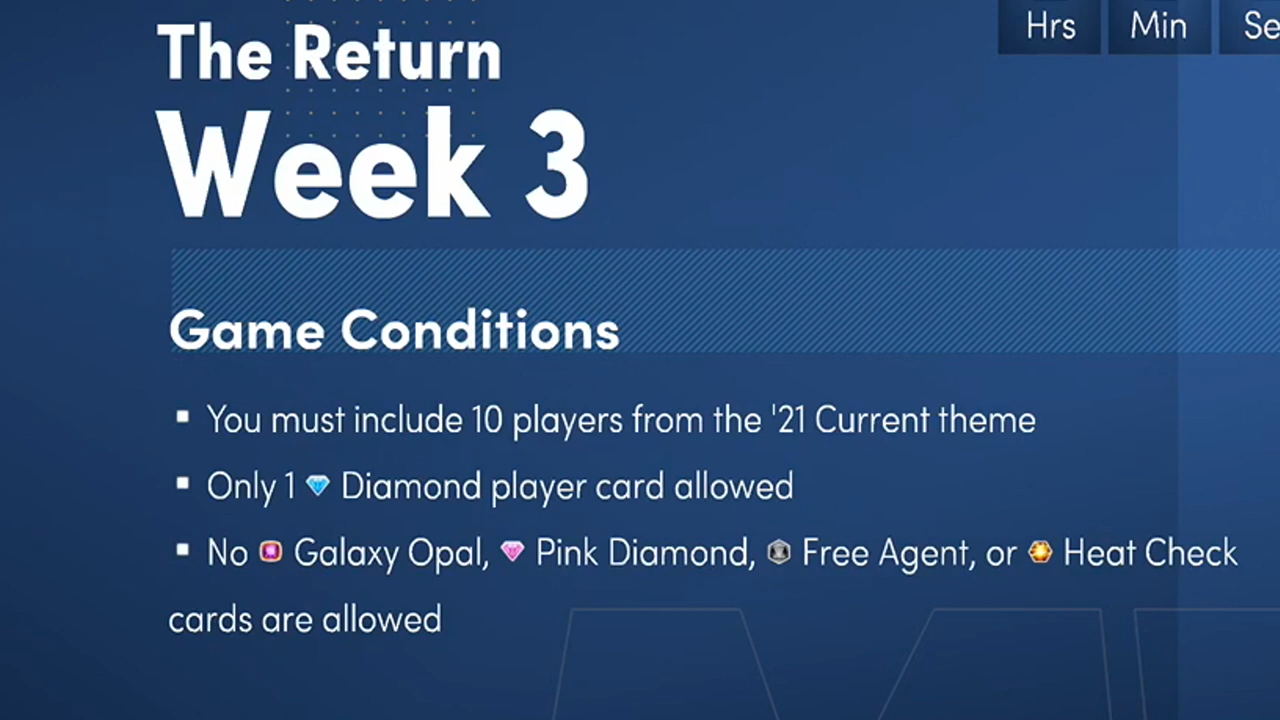 The Return
Hrs Min
Week 3
Game Conditions
You must include 10 players from the '21 Current theme
Only 1 Diamond player card allowed
No Galaxy Opal, Pink Diamond, Free Agent, or Heat Check
cards are allowed